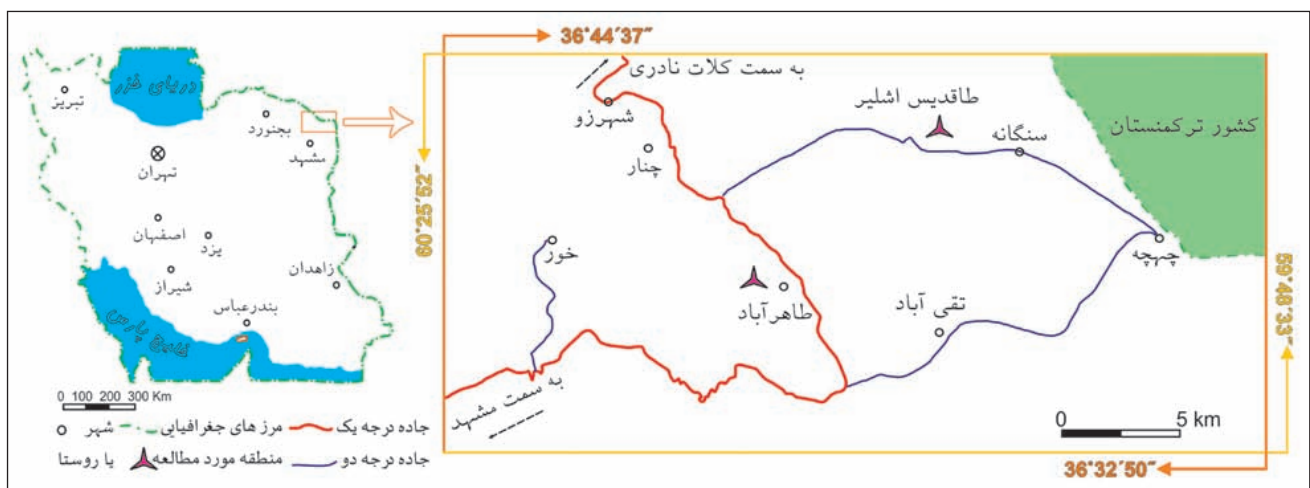 دریای خزر
تبریز
بجنورد
مشهد
تهران
اصفهان
یزد
شیراز
زاهدان
بندرعباس
خلیج پارس
0 100 200 300 Km
جاده درجه یک
مرز های جغرافیایی
شهر
جاده درجه دو
منطقه مورد مطالعه
یا روستا
36°44´37˝
60°25´52˝
به سمت کلات نادری
شهرزو
چنار
طاقدیس اشلیر
سنگانه
کشور ترکمنستان
خور
چهچه
طاهرآباد
تقی آباد
59°48´33˝
به سمت مشهد
0 5 km
36°32´50˝